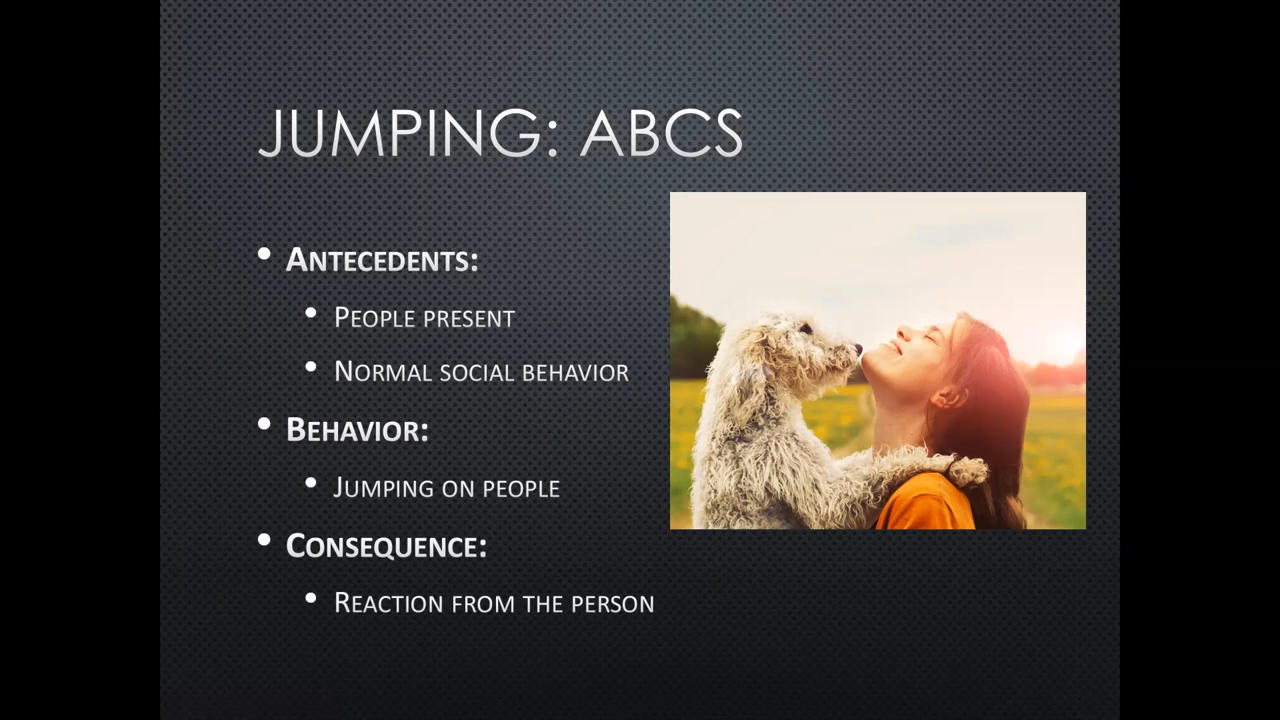 JUMPING: ABCS
• ANTECEDENTS:
• PEOPLE PRESENT
• NORMAL SOCIAL BEHAVIOR
• BEHAVIOR:
• JUMPING ON PEOPLE
• CONSEQUENCE:
• REACTION FROM THE PERSON